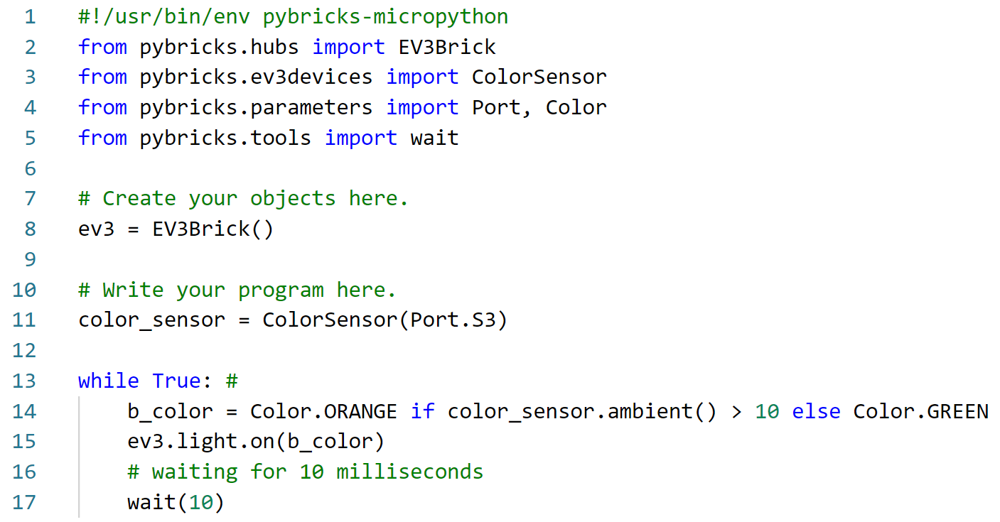 1 #!/usr/bin/env pybricks-micropython
2 from pybricks.hubs import EV3Brick
3 from pybricks.ev3devices import ColorSensor
4 from pybricks.parameters import Port, Color
5 from pybricks.tools import wait
6
7 # Create your objects here.
8 ev3 = EV3Brick()
9
10 # Write your program here.
11 color_sensor = ColorSensor(Port.S3)
12
13 while True: #
14     b_color = Color.ORANGE if color_sensor.ambient() > 10 else Color.GREEN
15     ev3.light.on(b_color)
16     # waiting for 10 milliseconds
17     wait(10)